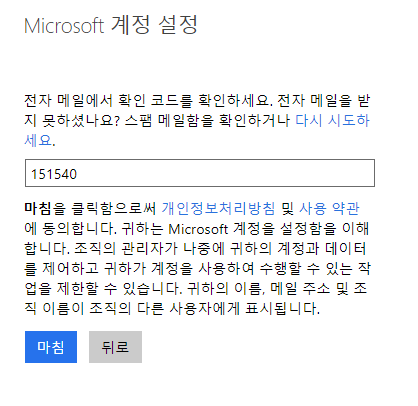 Microsoft 계정 설정
전자 메일에서 확인 코드를 확인하세요. 전자 메일을 받
지 못하셨나요? 스팸 메일함을 확인하거나 다시 시도하
세요.
151540
마침을 클릭함으로써 개인정보처리방침 및 사용 약관
에 동의합니다. 귀하는 Microsoft 계정을 설정함을 이해
합니다. 조직의 관리자가 나중에 귀하의 계정과 데이터
를 제어하고 귀하가 계정을 사용하여 수행할 수 있는 작
업을 제한할 수 있습니다. 귀하의 이름, 메일 주소 및 조
직 이름이 조직의 다른 사용자에게 표시됩니다.
마침 뒤로